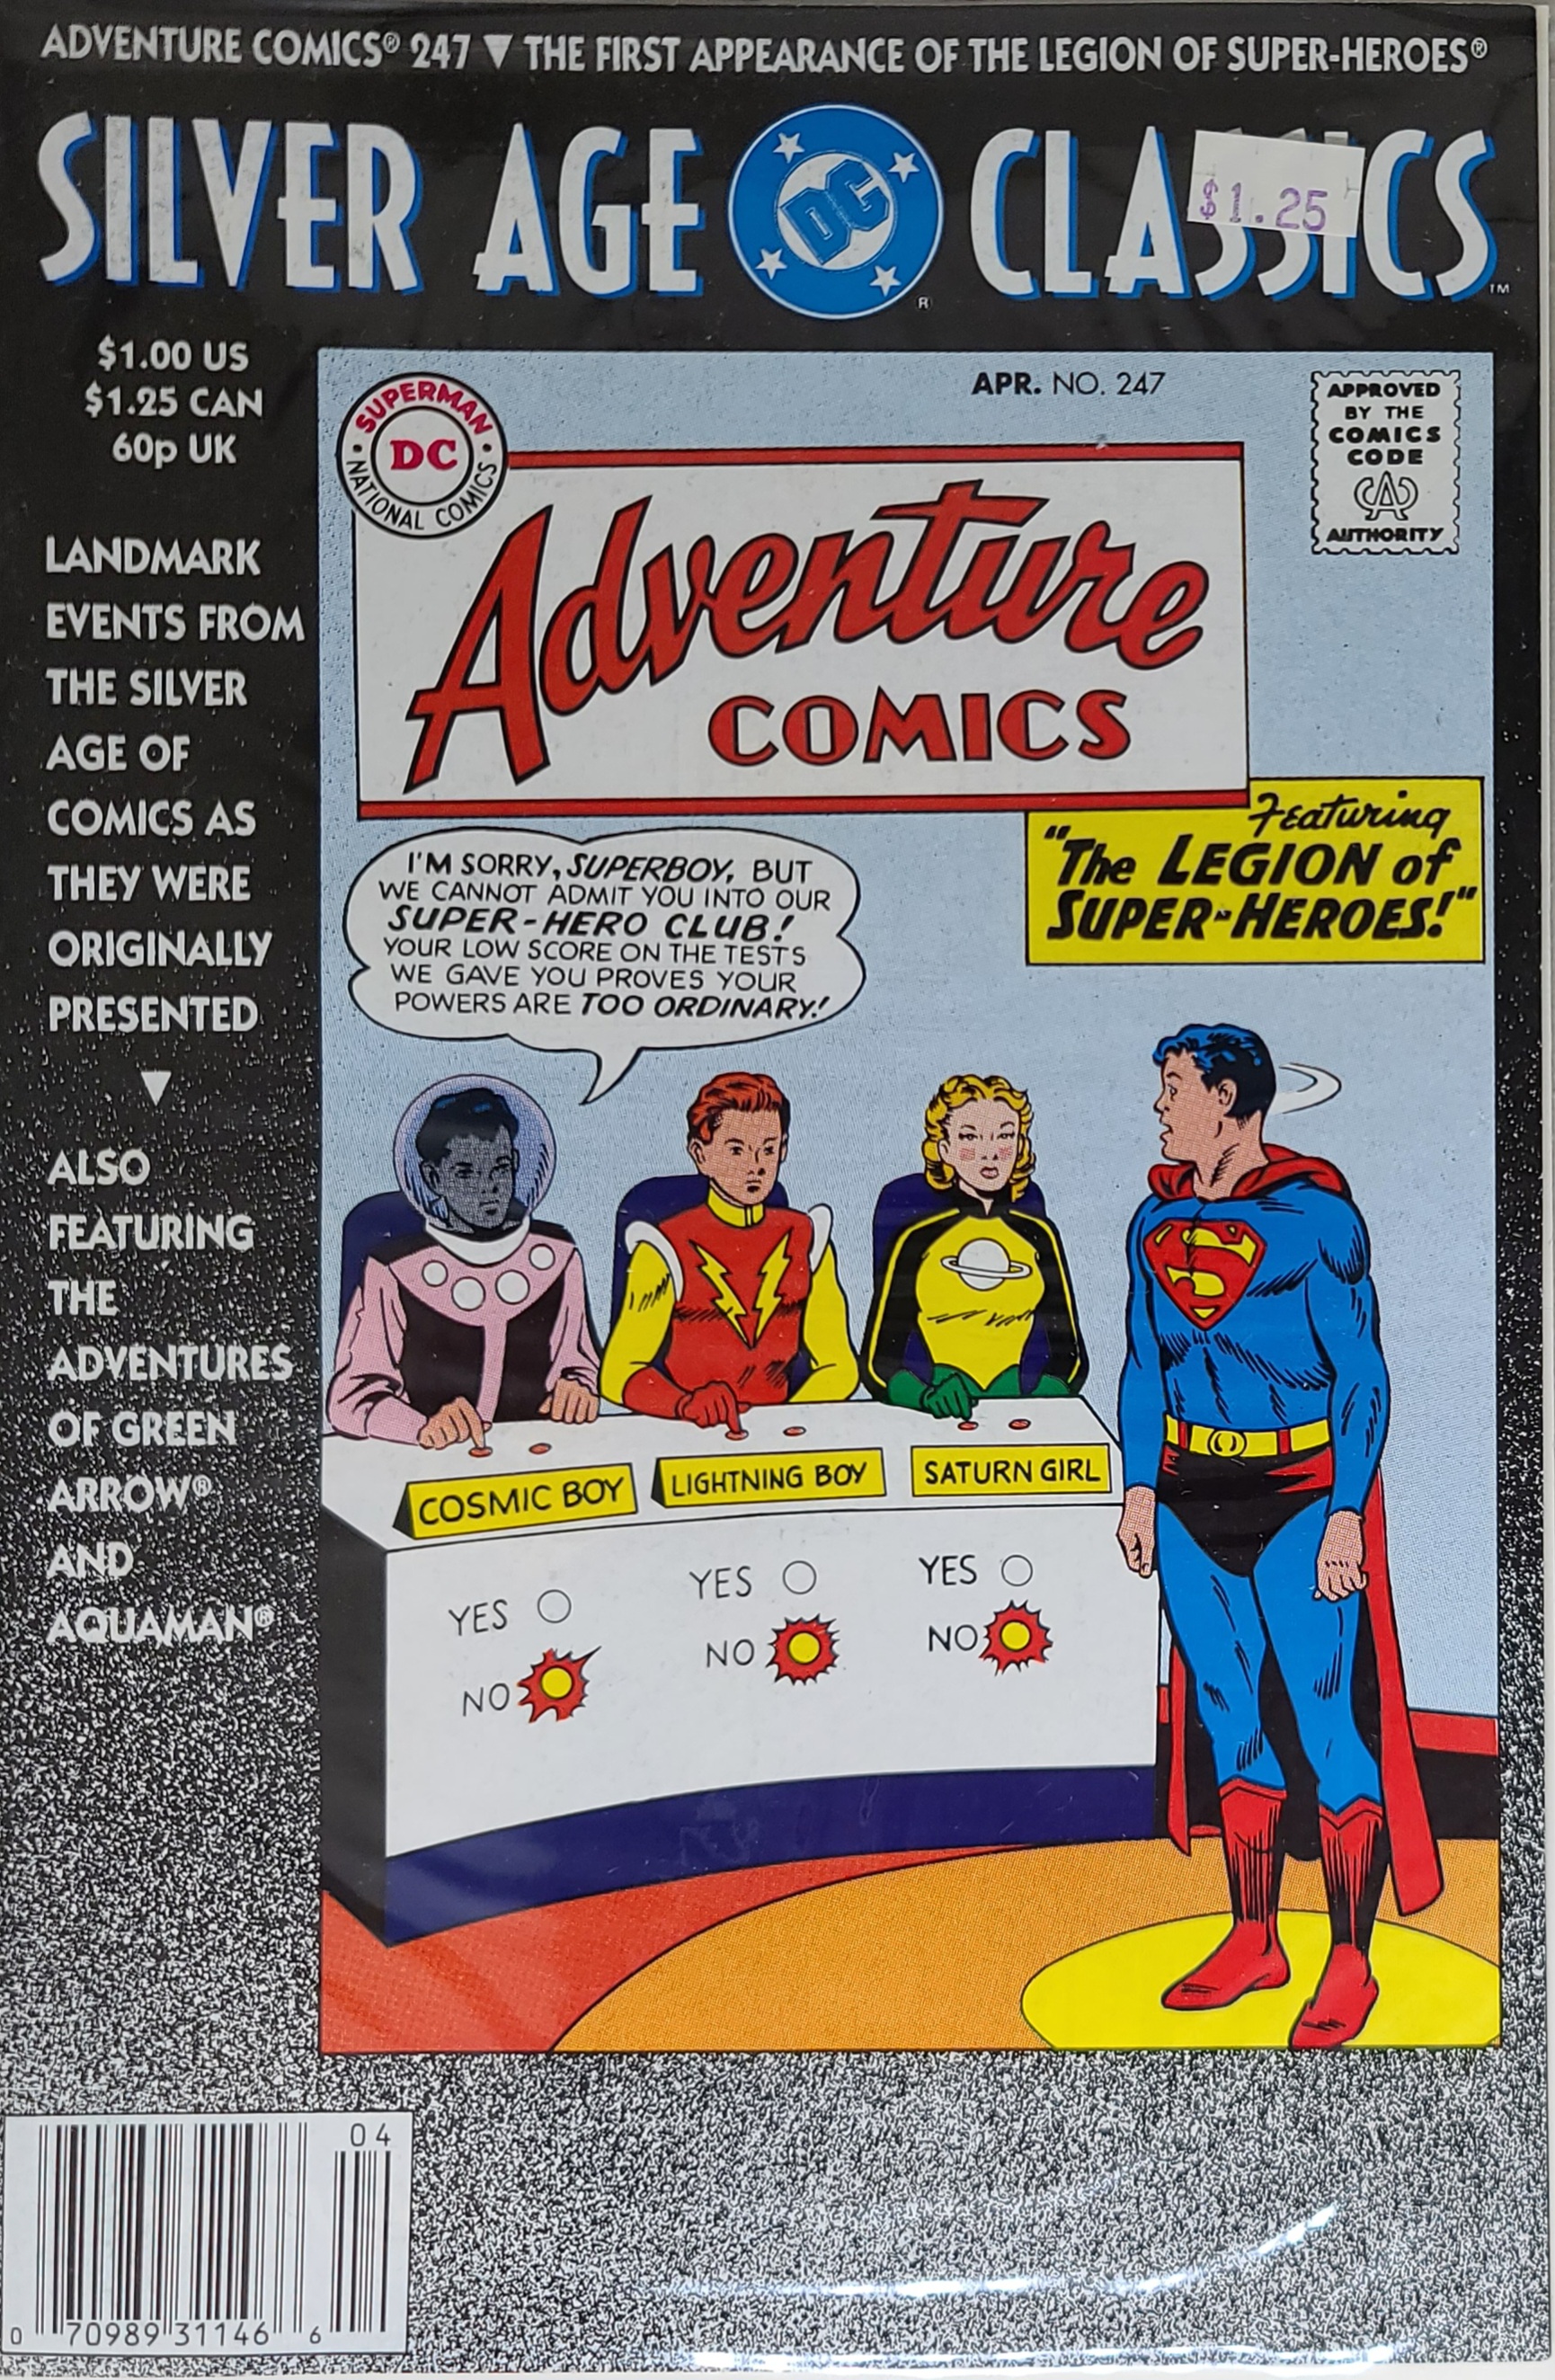 ADVENTURE COMICS® 247 ▼ THE FIRST APPEARANCE OF THE LEGION OF SUPER-HEROES®
SILVER AGE DC CLASSICS™
®
$1.25
$1.00 US
$1.25 CAN
60p UK
LANDMARK
EVENTS FROM
THE SILVER
AGE OF
COMICS AS
THEY WERE
ORIGINALLY
PRESENTED
▼
ALSO
FEATURING
THE
ADVENTURES
OF GREEN
ARROW®
AND
AQUAMAN®
SUPERMAN
DC
NATIONAL COMICS
APR. NO. 247
APPROVED
BY THE
COMICS
CODE
CA
AUTHORITY
Adventure
COMICS
Featuring
"The LEGION of
SUPER-HEROES!"
I'M SORRY, SUPERBOY, BUT
WE CANNOT ADMIT YOU INTO OUR
SUPER-HERO CLUB!
YOUR LOW SCORE ON THE TESTS
WE GAVE YOU PROVES YOUR
POWERS ARE TOO ORDINARY!
S
COSMIC BOY
LIGHTNING BOY
SATURN GIRL
YES
NO
YES
NO
YES
NO
04
0 70989 31146 6